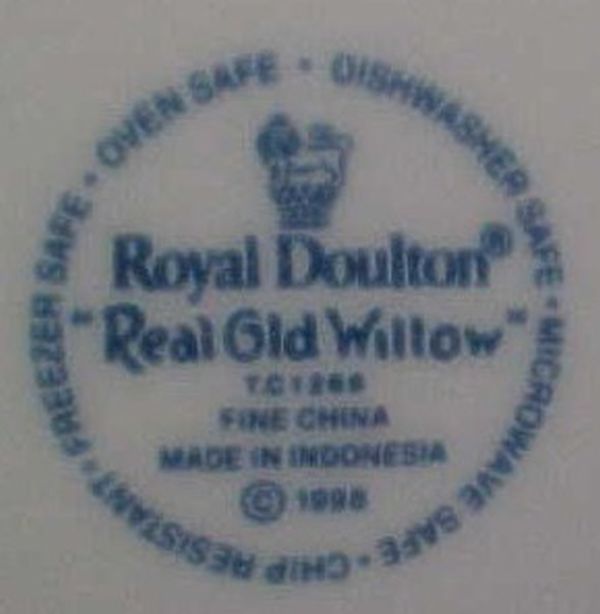 OVEN SAFE • DISHWASHER SAFE • MICROWAVE SAFE • CHIP RESISTANT • FREEZER SAFE •
Royal Doulton®
"Real Old Willow"
FINE CHINA
MADE IN INDONESIA
© 1998